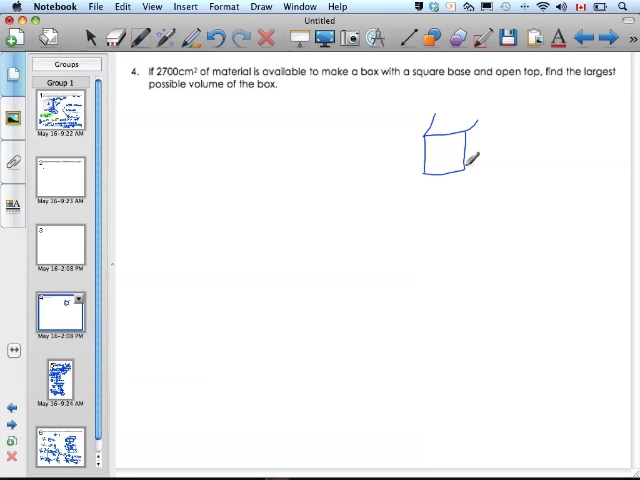 Notebook File Edit View Insert Format Draw Window Help
Untitled
Groups
Group 1
1
May 16-9:22 AM
2
May 16-9:23 AM
3
May 16-2:08 PM
4
May 16-2:08 PM
May 16-9:24 AM
6
4. If 2700cm² of material is available to make a box with a square base and open top, find the largest
possible volume of the box.